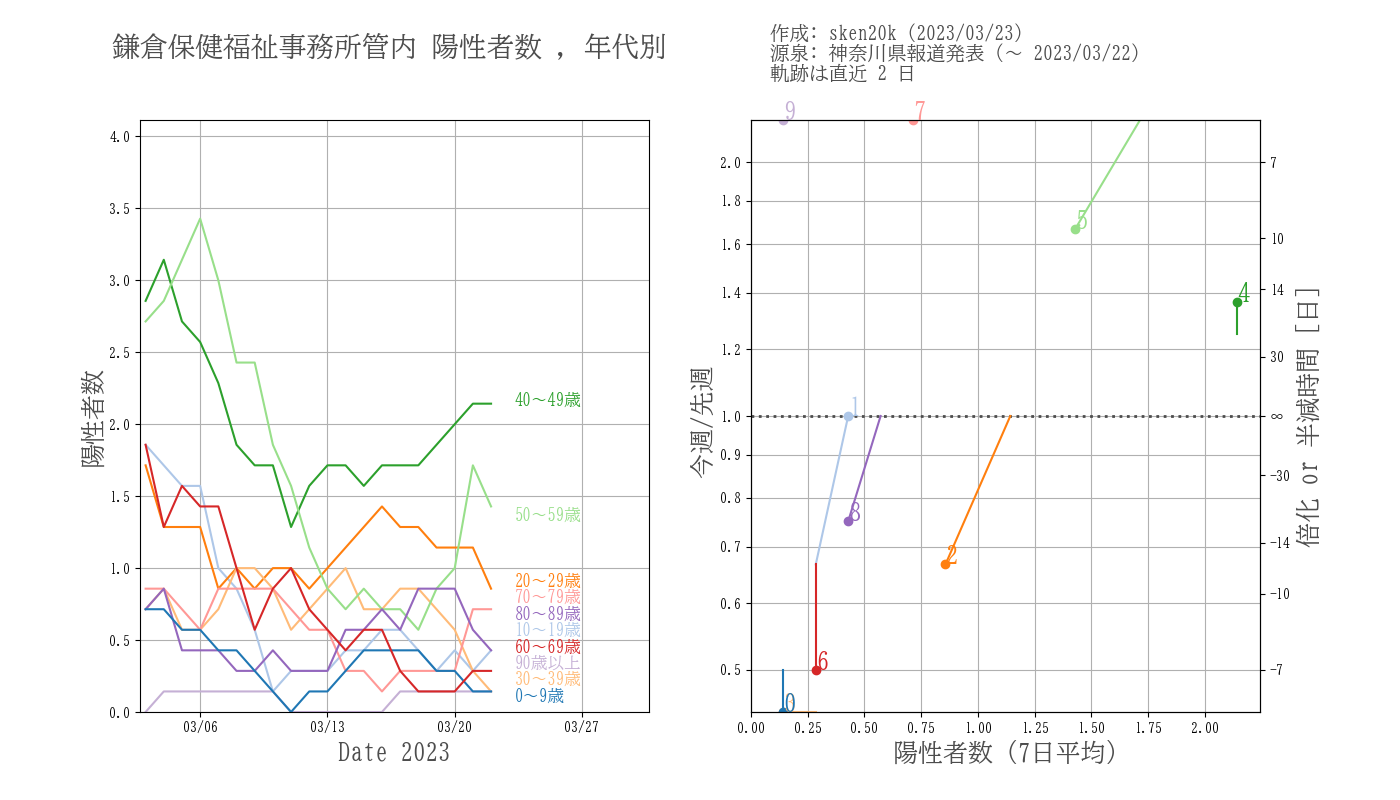 鎌倉保健福祉事務所管内 陽性者数 , 年代別
作成: sken20k (2023/03/23)
源泉: 神奈川県報道発表 (～ 2023/03/22)
軌跡は直近 2 日
陽性者数
4.0
3.5
3.0
2.5
2.0
1.5
1.0
0.5
0.0
03/06
03/13
03/20
03/27
Date 2023
40～49歳
50～59歳
20～29歳
70～79歳
80～89歳
10～19歳
60～69歳
90歳以上
30～39歳
0～9歳
今週/先週
2.0
1.8
1.6
1.4
1.2
1.0
0.9
0.8
0.7
0.6
0.5
9
7
5
4
1
8
2
6
0
0.00
0.25
0.50
0.75
1.00
1.25
1.50
1.75
2.00
陽性者数 (7日平均)
7
10
14
30
∞
−30
−14
−10
−7
倍化 or 半減時間 [日]